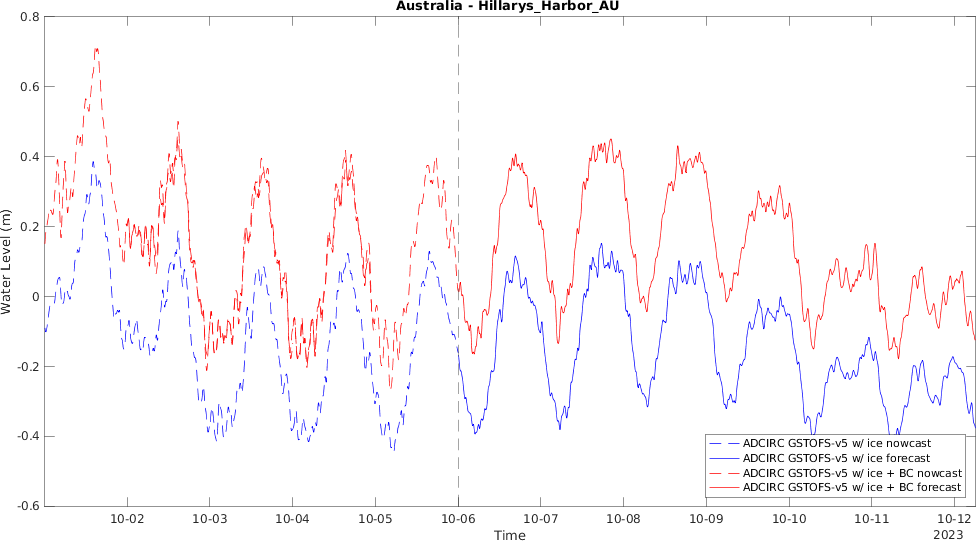 Australia - Hillarys_Harbor_AU
Water Level (m)
0.8
0.6
0.4
0.2
0
-0.2
-0.4
-0.6
ADCIRC GSTOFS-v5 w/ ice nowcast
ADCIRC GSTOFS-v5 w/ ice forecast
ADCIRC GSTOFS-v5 w/ ice + BC nowcast
ADCIRC GSTOFS-v5 w/ ice + BC forecast
10-02 10-03 10-04 10-05 10-06 10-07 10-08 10-09 10-10 10-11 10-12
Time
2023